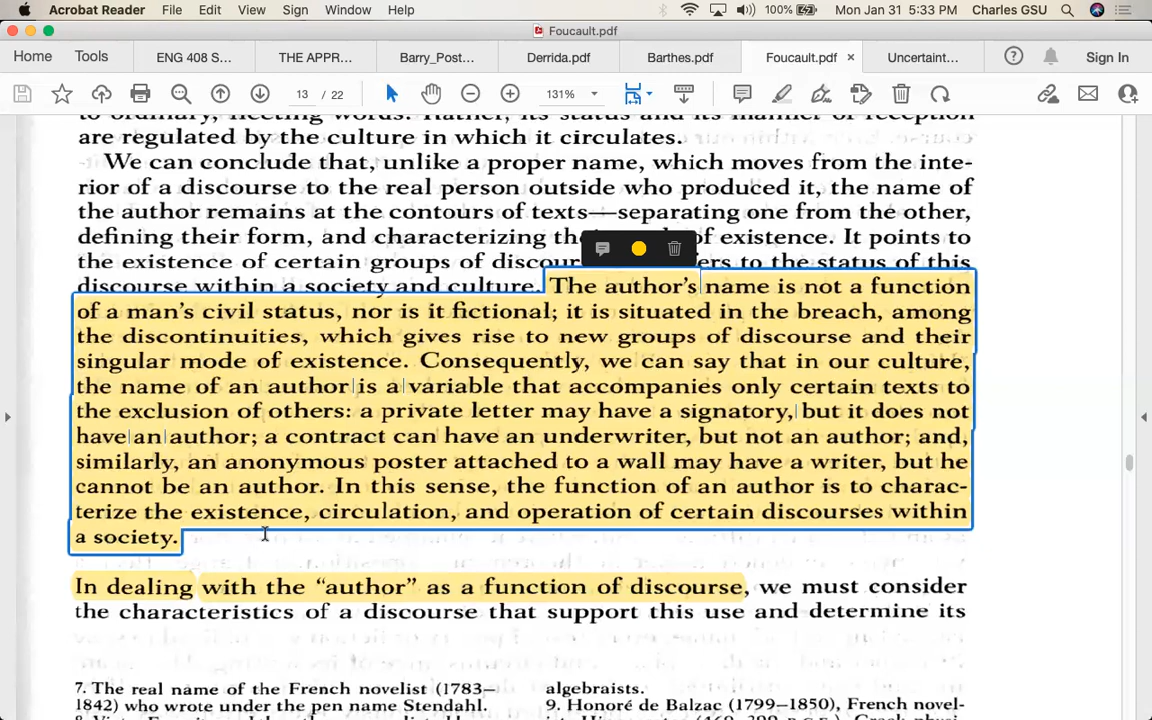 Acrobat Reader File Edit View Sign Window Help 100% Mon Jan 31 5:33 PM Charles GSU
Foucault.pdf
Home Tools ENG 408 S... THE APPR... Barry_Post... Derrida.pdf Barthes.pdf Foucault.pdf × Uncertaint... Sign In
13 / 22 131%
to ordinary, fleeting words. Rather, its status and its manner of reception
are regulated by the culture in which it circulates.
We can conclude that, unlike a proper name, which moves from the inte-
rior of a discourse to the real person outside who produced it, the name of
the author remains at the contours of texts—separating one from the other,
defining their form, and characterizing of existence. It points to
the existence of certain groups of to the status of this
discourse within a society and culture. The author's name is not a function
of a man's civil status, nor is it fictional; it is situated in the breach, among
the discontinuities, which gives rise to new groups of discourse and their
singular mode of existence. Consequently, we can say that in our culture,
the name of an author is a variable that accompanies only certain texts to
the exclusion of others: a private letter may have a signatory, but it does not
have an author; a contract can have an underwriter, but not an author; and,
similarly, an anonymous poster attached to a wall may have a writer, but he
cannot be an author. In this sense, the function of an author is to charac-
terize the existence, circulation, and operation of certain discourses within
a society.
In dealing with the “author” as a function of discourse, we must consider
the characteristics of a discourse that support this use and determine its
7. The real name of the French novelist (1783–
1842) who wrote under the pen name Stendahl.
algebraists.
9. Honoré de Balzac (1799–1850), French novel-